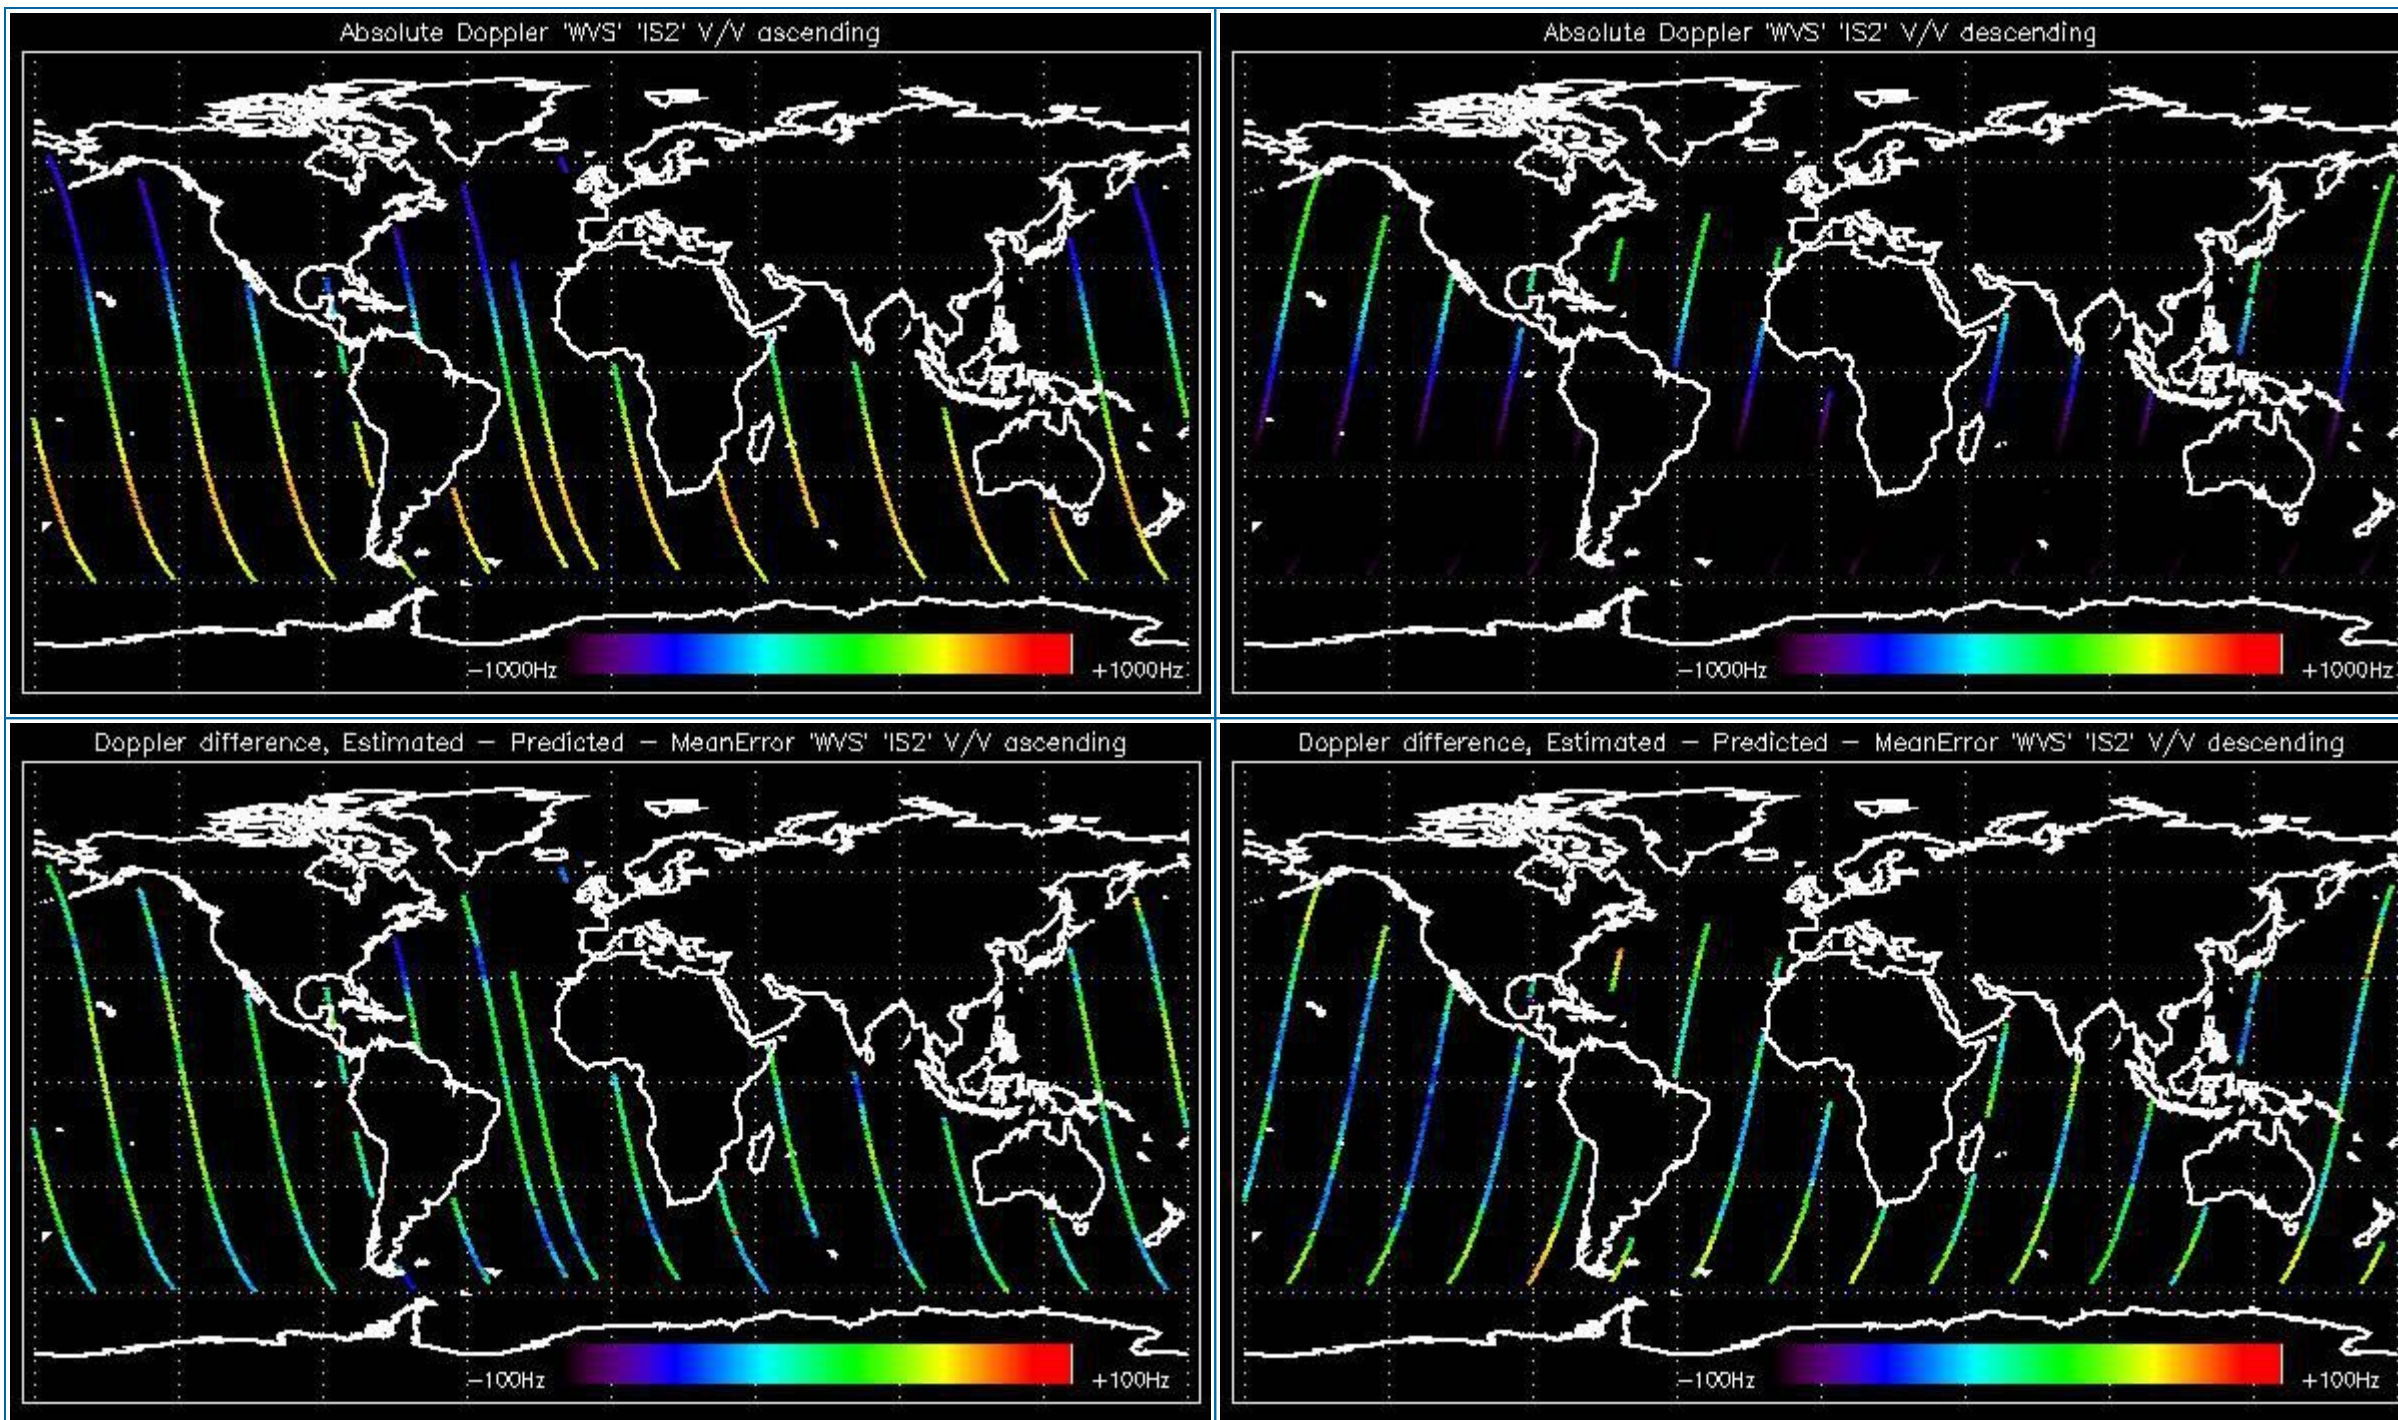 Absolute Doppler 'WVS' 'IS2' V/V ascending
-1000Hz
+1000Hz
Absolute Doppler 'WVS' 'IS2' V/V descending
-1000Hz
+1000Hz
Doppler difference, Estimated - Predicted - MeanError 'WVS' 'IS2' V/V ascending
-100Hz
+100Hz
Doppler difference, Estimated - Predicted - MeanError 'WVS' 'IS2' V/V descending
-100Hz
+100Hz